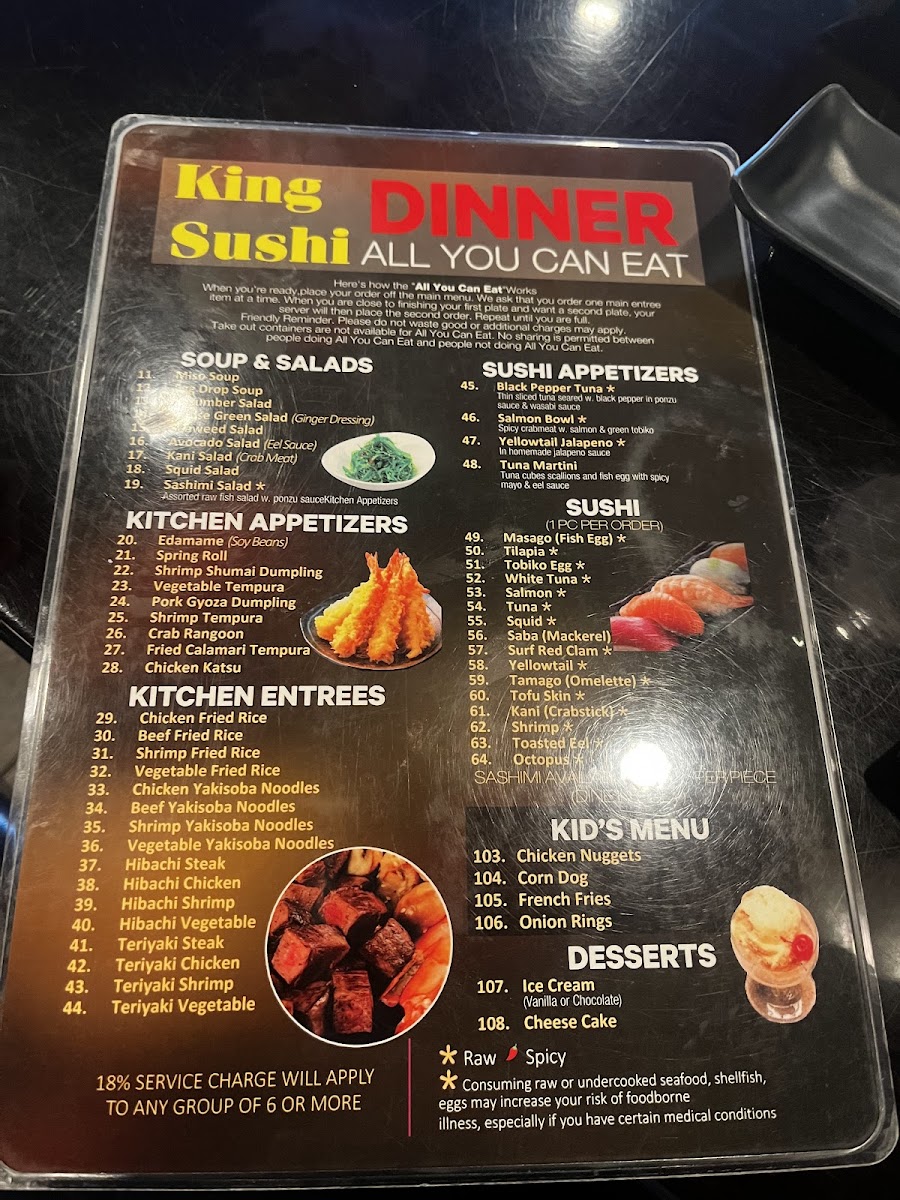 King
Sushi
DINNER
ALL YOU CAN EAT
Here's how the "All You Can Eat"Works
When you're ready,place your order off the main menu. We ask that you order one main entree
item at a time. When you are close to finishing your first plate and want a second plate, your
server will then place the second order. Repeat until you are full.
Friendly Reminder. Please do not waste good or additional charges may apply.
Take out containers are not available for All You Can Eat. No sharing is permitted between
people doing All You Can Eat and people not doing All You Can Eat.
SOUP & SALADS
11. Miso Soup
12. Drop Soup
Salad
Green Salad (Ginger Dressing)
15. Salad
16. Avocado Salad (Eel Sauce)
17. Kani Salad (Crab Meat)
18. Squid Salad
19. Sashimi Salad *
Assorted raw fish salad w. ponzu sauceKitchen Appetizers
KITCHEN APPETIZERS
20. Edamame (Soy Beans)
21. Spring Roll
22. Shrimp Shumai Dumpling
23. Vegetable Tempura
24. Pork Gyoza Dumpling
25. Shrimp Tempura
26. Crab Rangoon
27. Fried Calamari Tempura
28. Chicken Katsu
KITCHEN ENTREES
29. Chicken Fried Rice
30. Beef Fried Rice
31. Shrimp Fried Rice
32. Vegetable Fried Rice
33. Chicken Yakisoba Noodles
34. Beef Yakisoba Noodles
35. Shrimp Yakisoba Noodles
36. Vegetable Yakisoba Noodles
37. Hibachi Steak
38. Hibachi Chicken
39. Hibachi Shrimp
40. Hibachi Vegetable
41. Teriyaki Steak
42. Teriyaki Chicken
43. Teriyaki Shrimp
44. Teriyaki Vegetable
18% SERVICE CHARGE WILL APPLY
TO ANY GROUP OF 6 OR MORE
SUSHI APPETIZERS
45. Black Pepper Tuna *
Thin sliced tuna seared w. black pepper in ponzu
sauce & wasabi sauce
46. Salmon Bowl *
Spicy crabmeat w. salmon & green tobiko
47. Yellowtail Jalapeno *
In homemade jalapeno sauce
48. Tuna Martini
Tuna cubes scallions and fish egg with spicy
mayo & eel sauce
SUSHI
(1 PC PER ORDER)
49. Masago (Fish Egg) *
50. Tilapia *
51. Tobiko Egg *
52. White Tuna *
53. Salmon *
54. Tuna *
55. Squid *
56. Saba (Mackerel)
57. Surf Red Clam *
58. Yellowtail *
59. Tamago (Omelette) *
60. Tofu Skin *
61. Kani (Crabstick) *
62. Shrimp *
63. Toasted Eel *
64. Octopus *
SASHIMI PER PIECE
KID'S MENU
103. Chicken Nuggets
104. Corn Dog
105. French Fries
106. Onion Rings
DESSERTS
107. Ice Cream
(Vanilla or Chocolate)
108. Cheese Cake
* Raw Spicy
* Consuming raw or undercooked seafood, shellfish,
eggs may increase your risk of foodborne
illness, especially if you have certain medical conditions